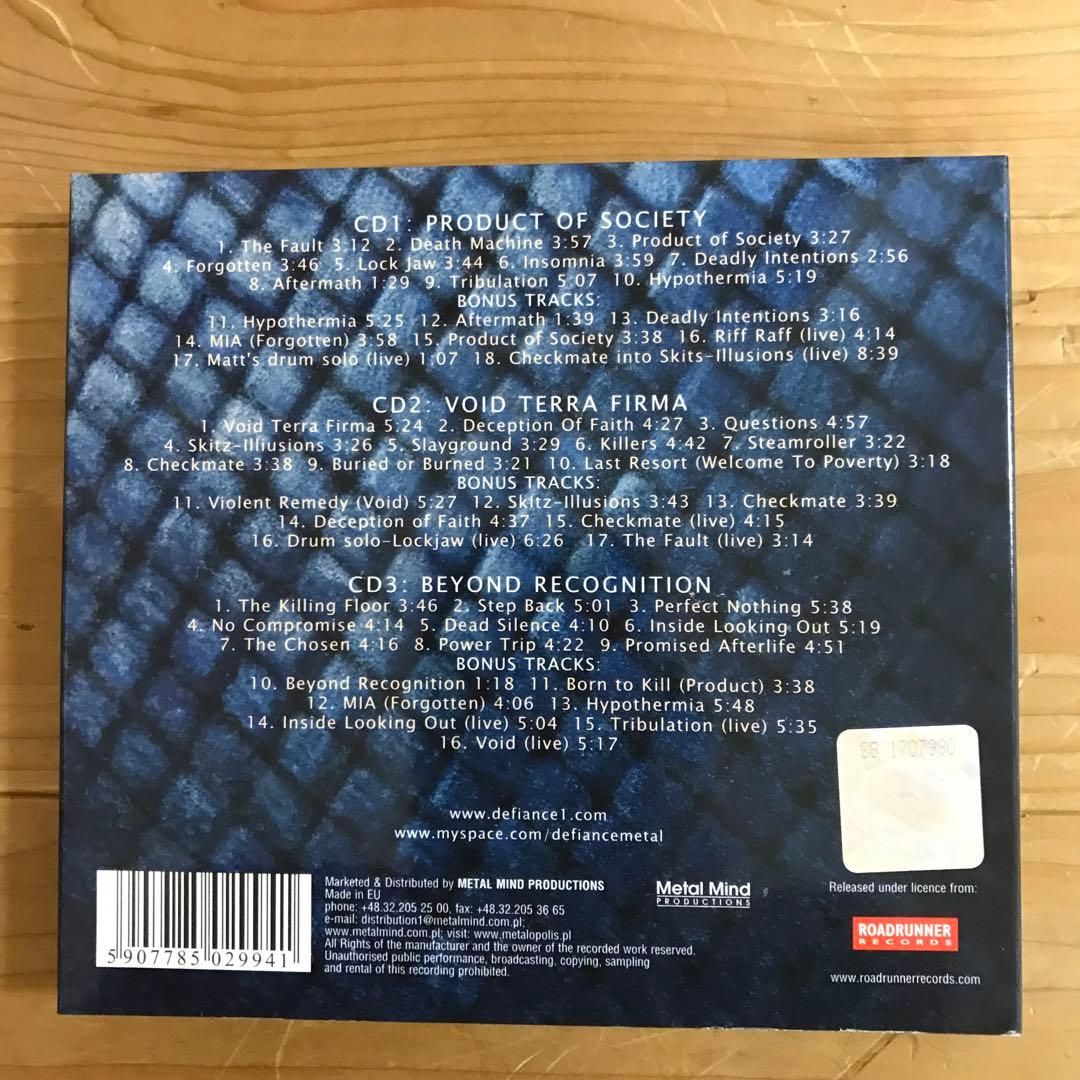 CD1: PRODUCT OF SOCIETY
1. The Fault 3:12 2. Death Machine 3:57 3. Product of Society 3:27
4. Forgotten 3:46 5. Lock Jaw 3:44 6. Insomnia 3:59 7. Deadly Intentions 2:56
8. Aftermath 1:29 9. Tribulation 5:07 10. Hypothermia 5:19
BONUS TRACKS:
11. Hypothermia 5:25 12. Aftermath 1:39 13. Deadly Intentions 3:16
14. MIA (Forgotten) 3:58 15. Product of Society 3:38 16. Riff Raff (live) 4:14
17. Matt's drum solo (live) 1:07 18. Checkmate into Skits-Illusions (live) 8:39
CD2: VOID TERRA FIRMA
1. Void Terra Firma 5:24 2. Deception Of Faith 4:27 3. Questions 4:57
4. Skitz-Illiusions 3:26 5. Slayground 3:29 6. Killers 4:42 7. Steamroller 3:22
8. Checkmate 3:38 9. Buried or Burned 3:21 10. Last Resort (Welcome To Poverty) 3:18
BONUS TRACKS:
11. Violent Remedy (Void) 5:27 12. Skitz-Illusions 3:43 13. Checkmate 3:39
14. Deception of Faith 4:37 15. Checkmate (live) 4:15
16. Drum solo-Lockjaw (live) 6:26 17. The Fault (live) 3:14
CD3: BEYOND RECOGNITION
1. The Killing Floor 3:46 2. Step Back 5:01 3. Perfect Nothing 5:38
4. No Compromise 4:14 5. Dead Silence 4:10 6. Inside Looking Out 5:19
7. The Chosen 4:16 8. Power Trip 4:22 9. Promised Afterlife 4:51
BONUS TRACKS:
10. Beyond Recognition 1:18 11. Born to Kill (Product) 3:38
12. MIA (Forgotten) 4:06 13. Hypothermia 5:48
14. Inside Looking Out (live) 5:04 15. Tribulation (live) 5:35
16. Void (live) 5:17
BB 1707980
www.defiance1.com
www.myspace.com/defiancemetal
5 907785 029941
Marketed & Distributed by METAL MIND PRODUCTIONS
Made in EU
phone: +48.32.205 25 00, fax: +48.32.205 36 65
e-mail: distribution1@metalmind.com.pl;
www.metalmind.com.pl; visit: www.metalopolis.pl
All Rights of the manufacturer and the owner of the recorded work reserved.
Unauthorised public performance, broadcasting, copying, sampling
and rental of this recording prohibited.
Metal Mind
PRODUCTIONS
Released under licence from:
ROADRUNNER
RECORDS
www.roadrunnerrecords.com